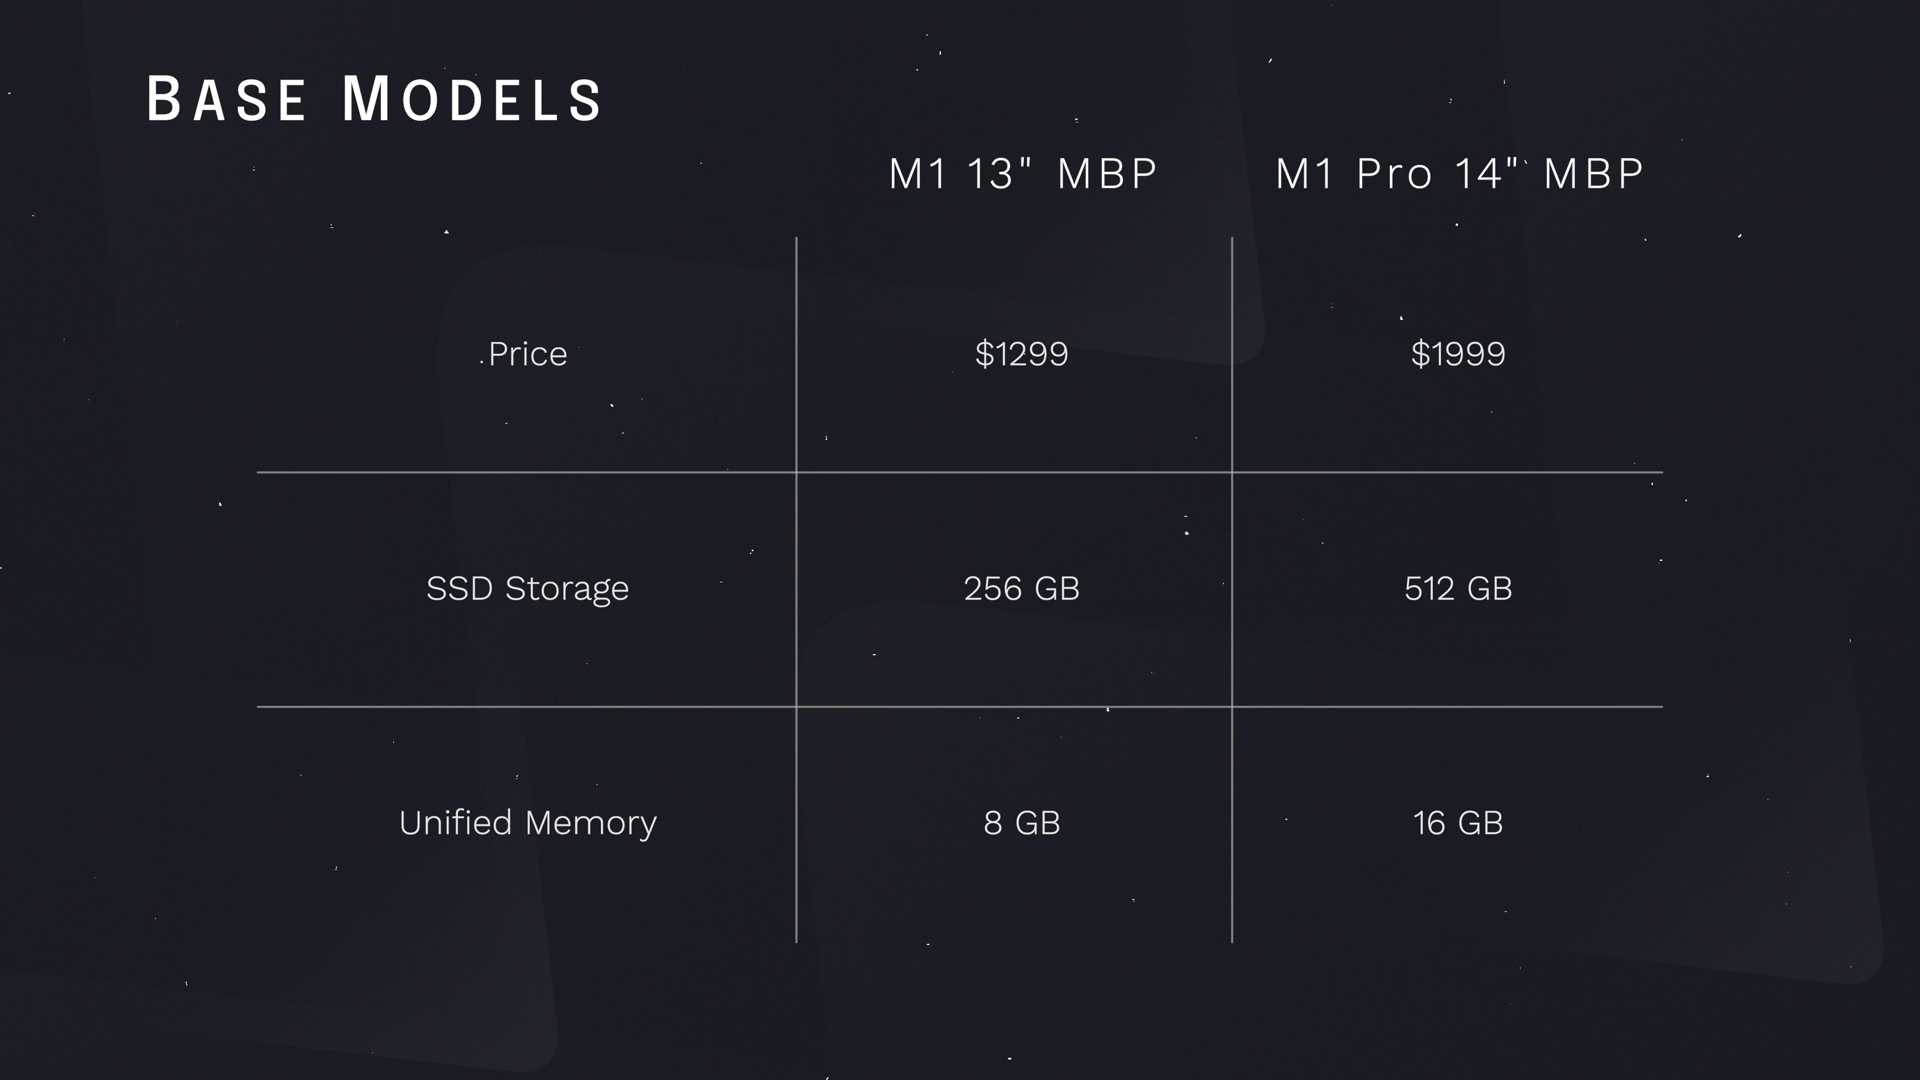 BASE MODELS
M1 13" MBP M1 Pro 14" MBP
Price $1299 $1999
SSD Storage 256 GB 512 GB
Unified Memory 8 GB 16 GB